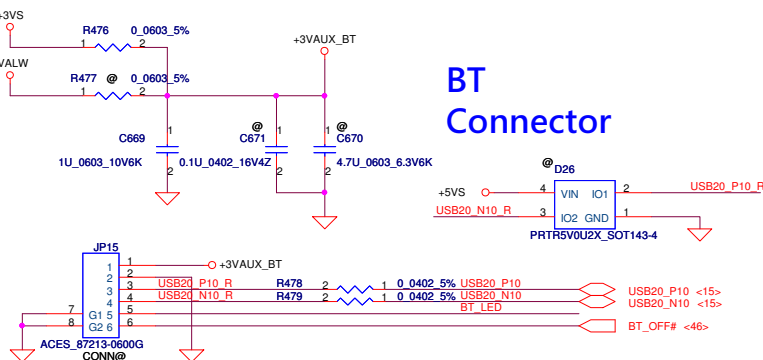 +3VS
R476 0_0603_5%
1 2
+3VAUX_BT
VALW
R477 @ 0_0603_5%
1 2
BT
Connector
1 @ 1 @ 1
C669 C671 C670
1U_0603_10V6K 0.1U_0402_16V4Z 4.7U_0603_6.3V6K
2 2 2
@ D26
+5VS 4 VIN IO1 2 USB20_P10_R
USB20_N10_R 3 IO2 GND 1
PRTR5V0U2X_SOT143-4
JP15
1 1 +3VAUX_BT
2 2
3 3 USB20_P10_R R478 2 1 0_0402_5% USB20_P10 USB20_P10 <15>
4 4 USB20_N10_R R479 2 1 0_0402_5% USB20_N10 USB20_N10 <15>
7 G1 5 5 BT_LED
8 G2 6 6 BT_OFF# <46>
ACES_87213-0600G
CONN@